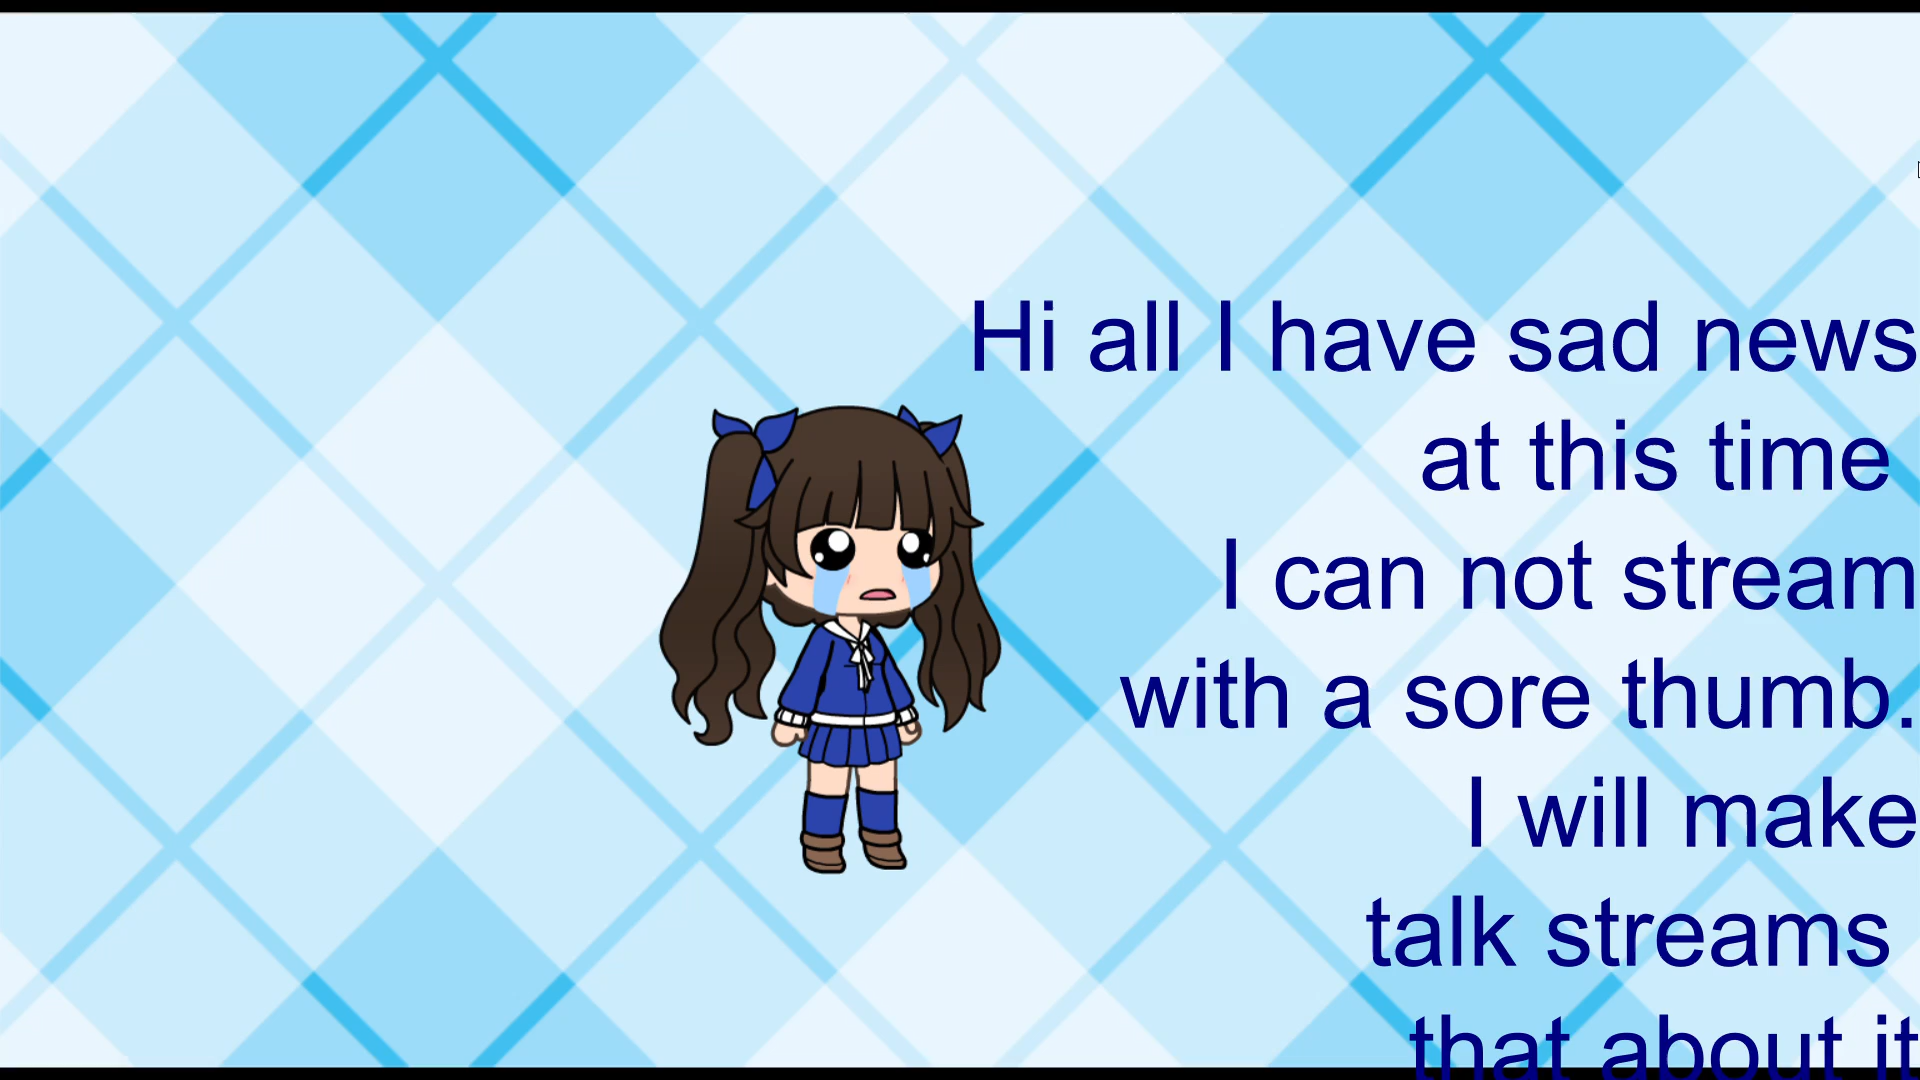 Hi all I have sad news
at this time
I can not stream
with a sore thumb.
I will make
talk streams
that about it